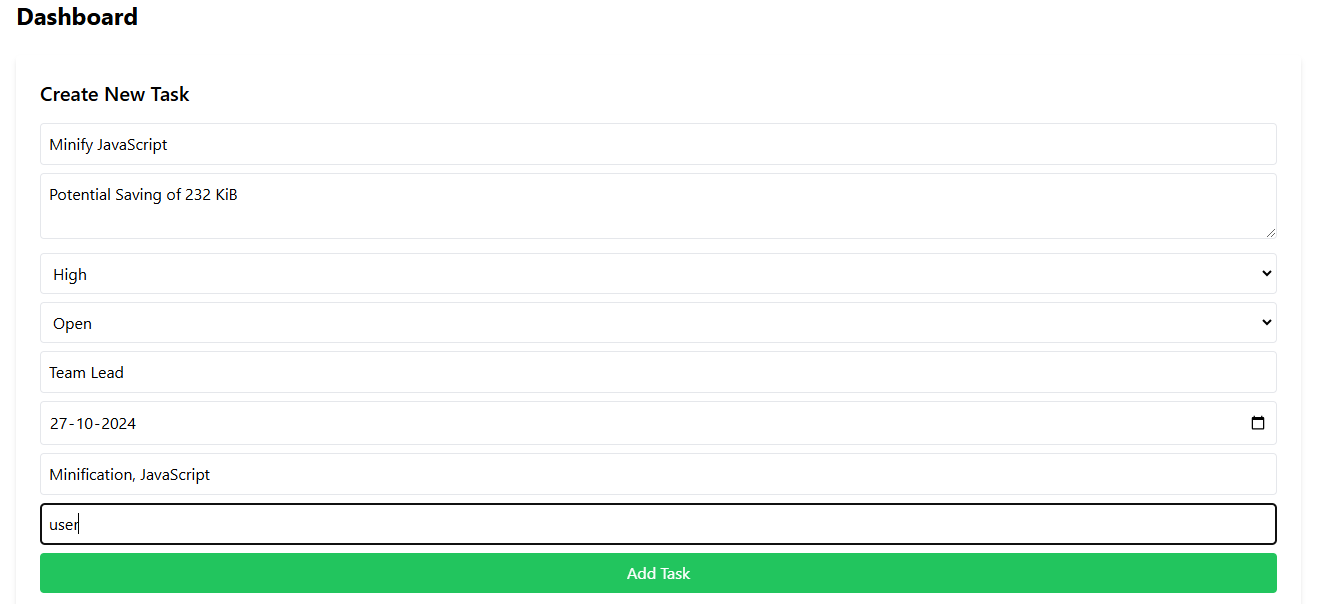 Dashboard
Create New Task
Minify JavaScript
Potential Saving of 232 KiB
High
Open
Team Lead
27-10-2024
Minification, JavaScript
user
Add Task